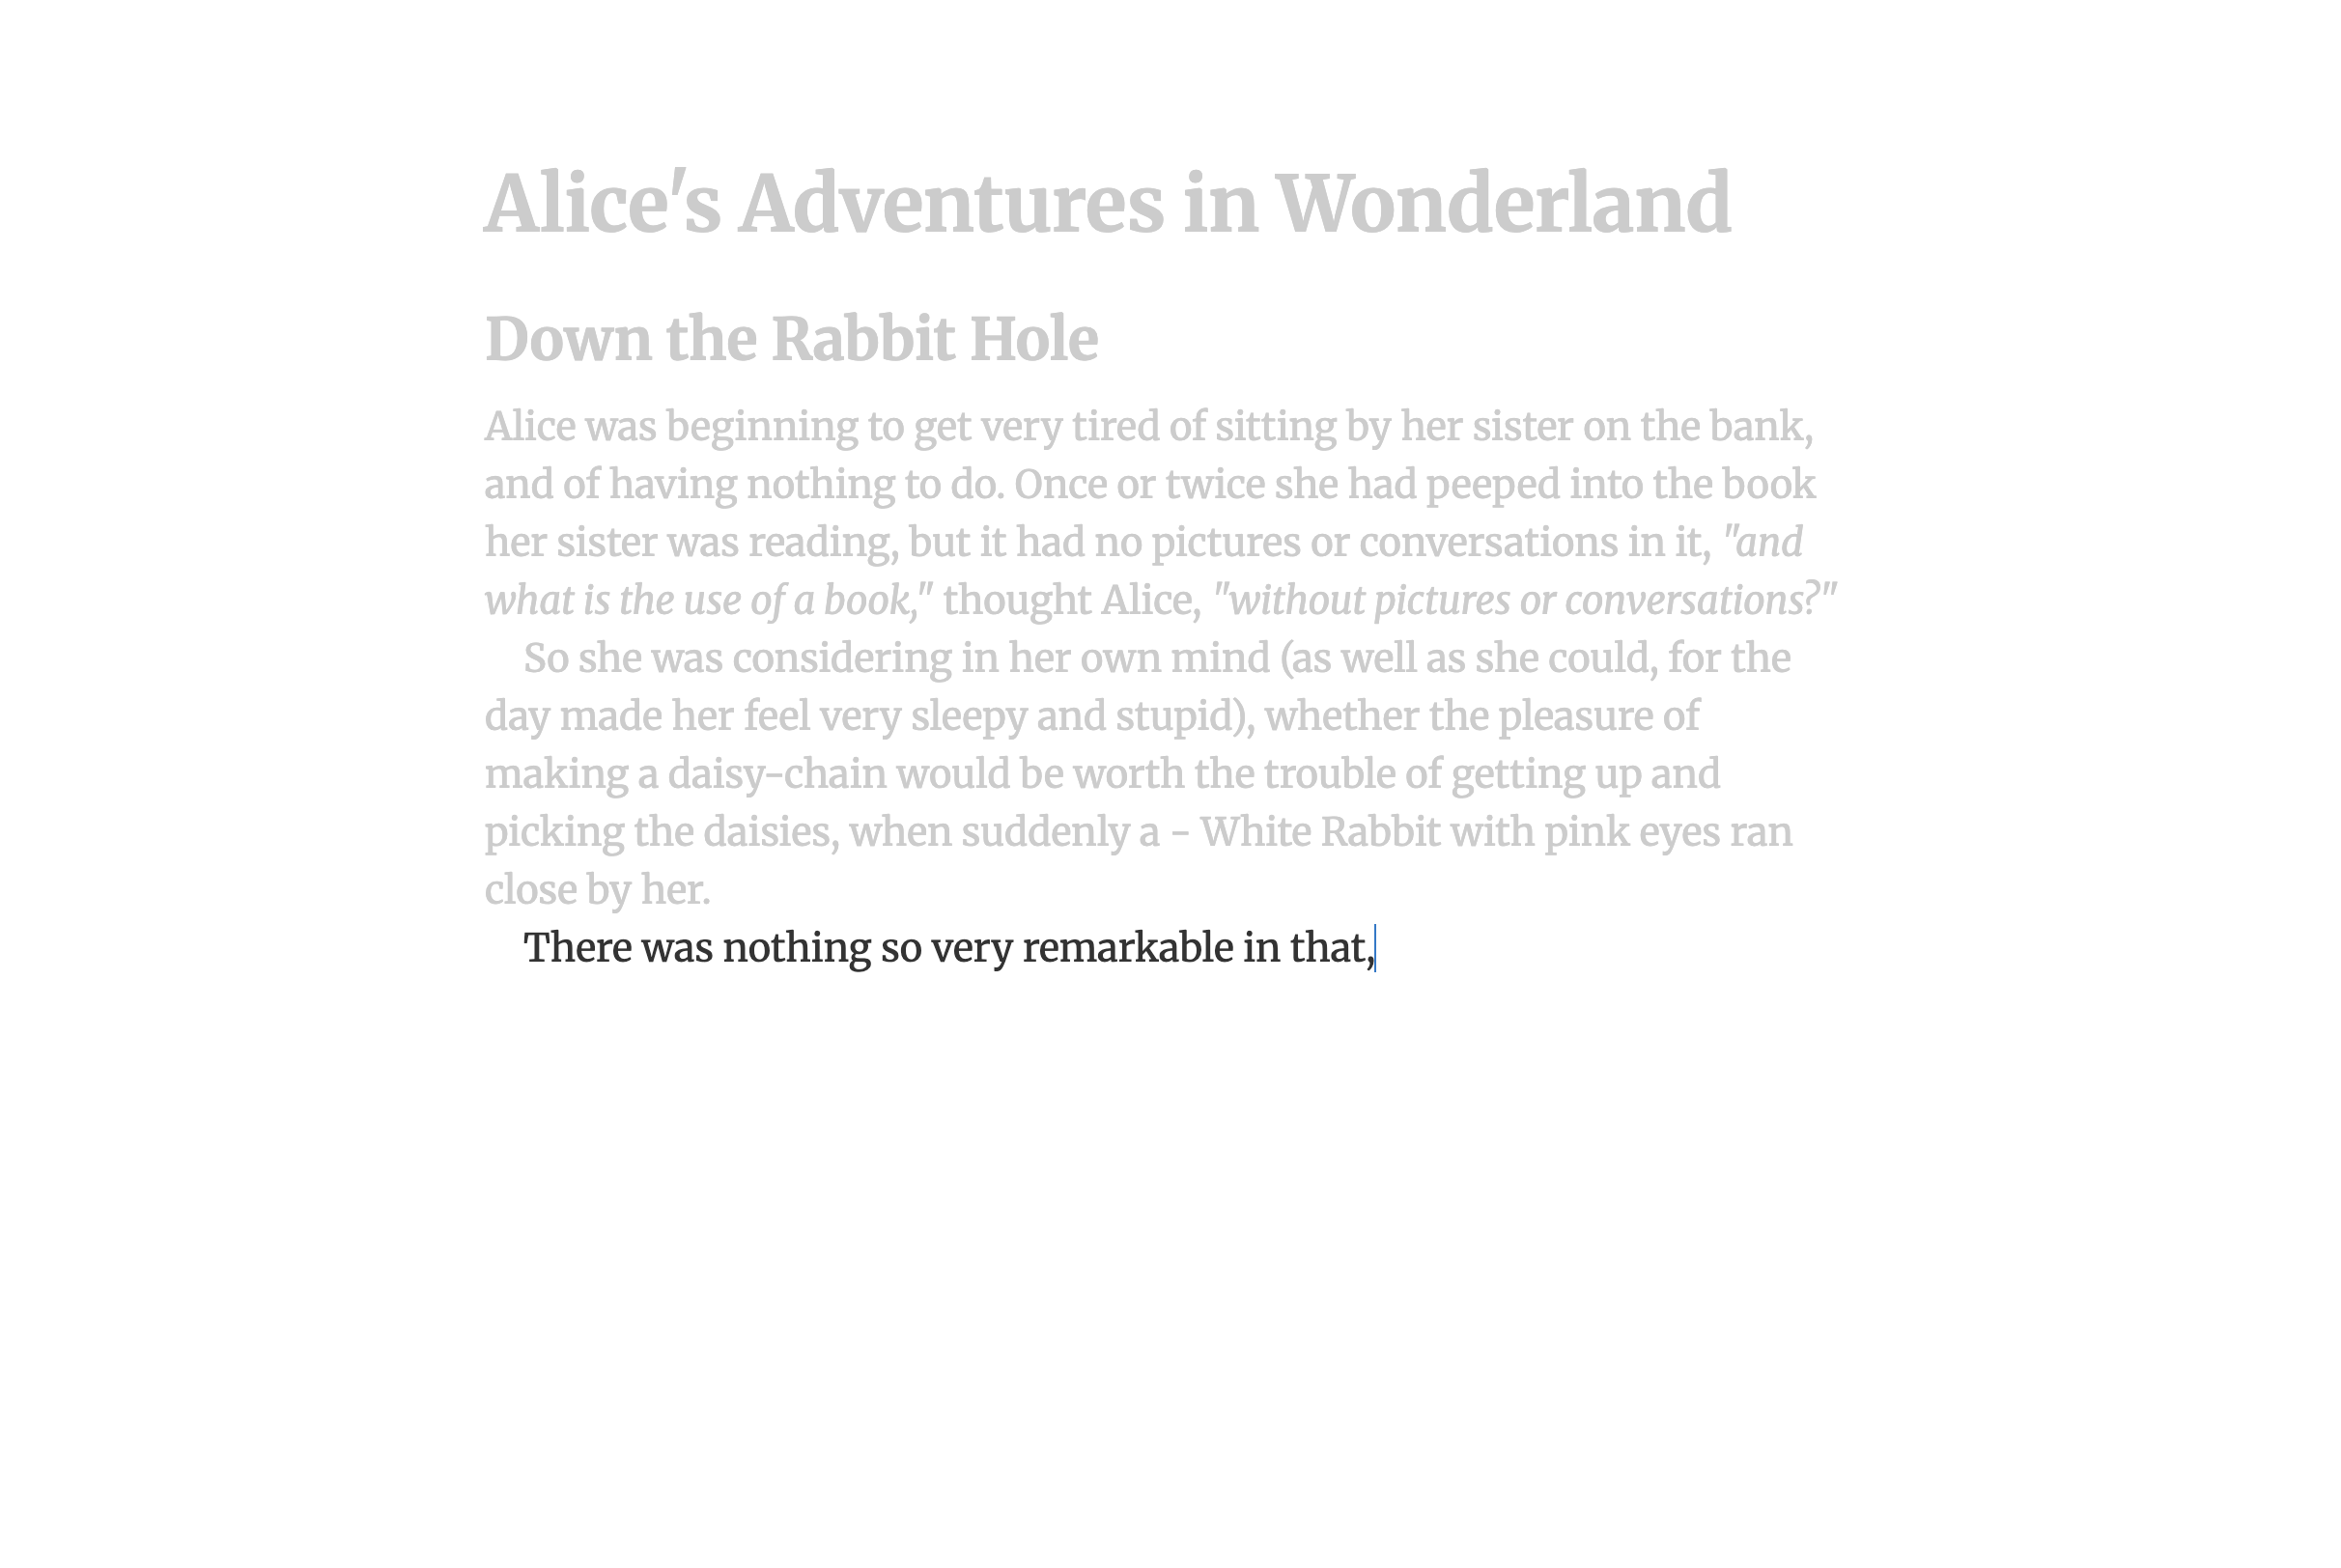 Alice's Adventures in Wonderland
Down the Rabbit Hole
Alice was beginning to get very tired of sitting by her sister on the bank,
and of having nothing to do. Once or twice she had peeped into the book
her sister was reading, but it had no pictures or conversations in it, "and
what is the use of a book," thought Alice, "without pictures or conversations?"
So she was considering in her own mind (as well as she could, for the
day made her feel very sleepy and stupid), whether the pleasure of
making a daisy-chain would be worth the trouble of getting up and
picking the daisies, when suddenly a - White Rabbit with pink eyes ran
close by her.
There was nothing so very remarkable in that,